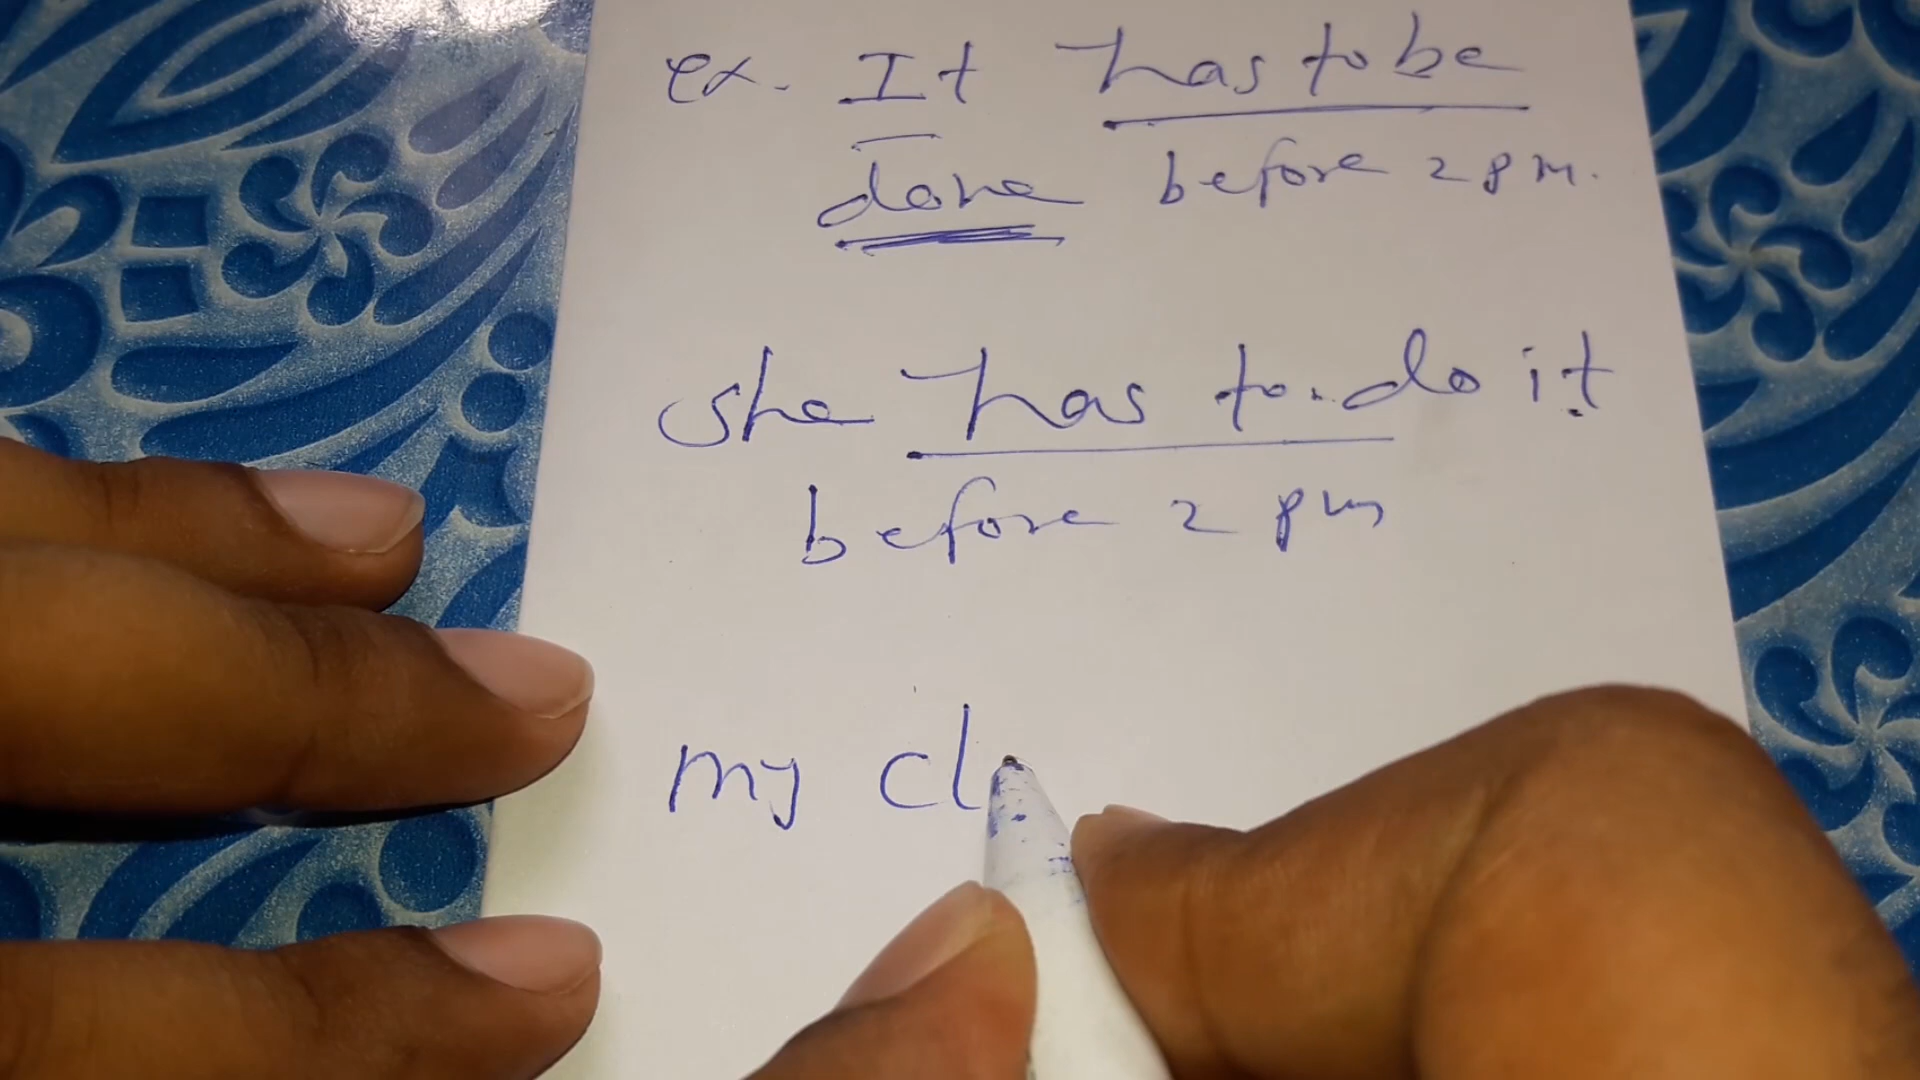 ex. It has to be
done before 2 pm.
she has to do it
before 2 pm
my cl